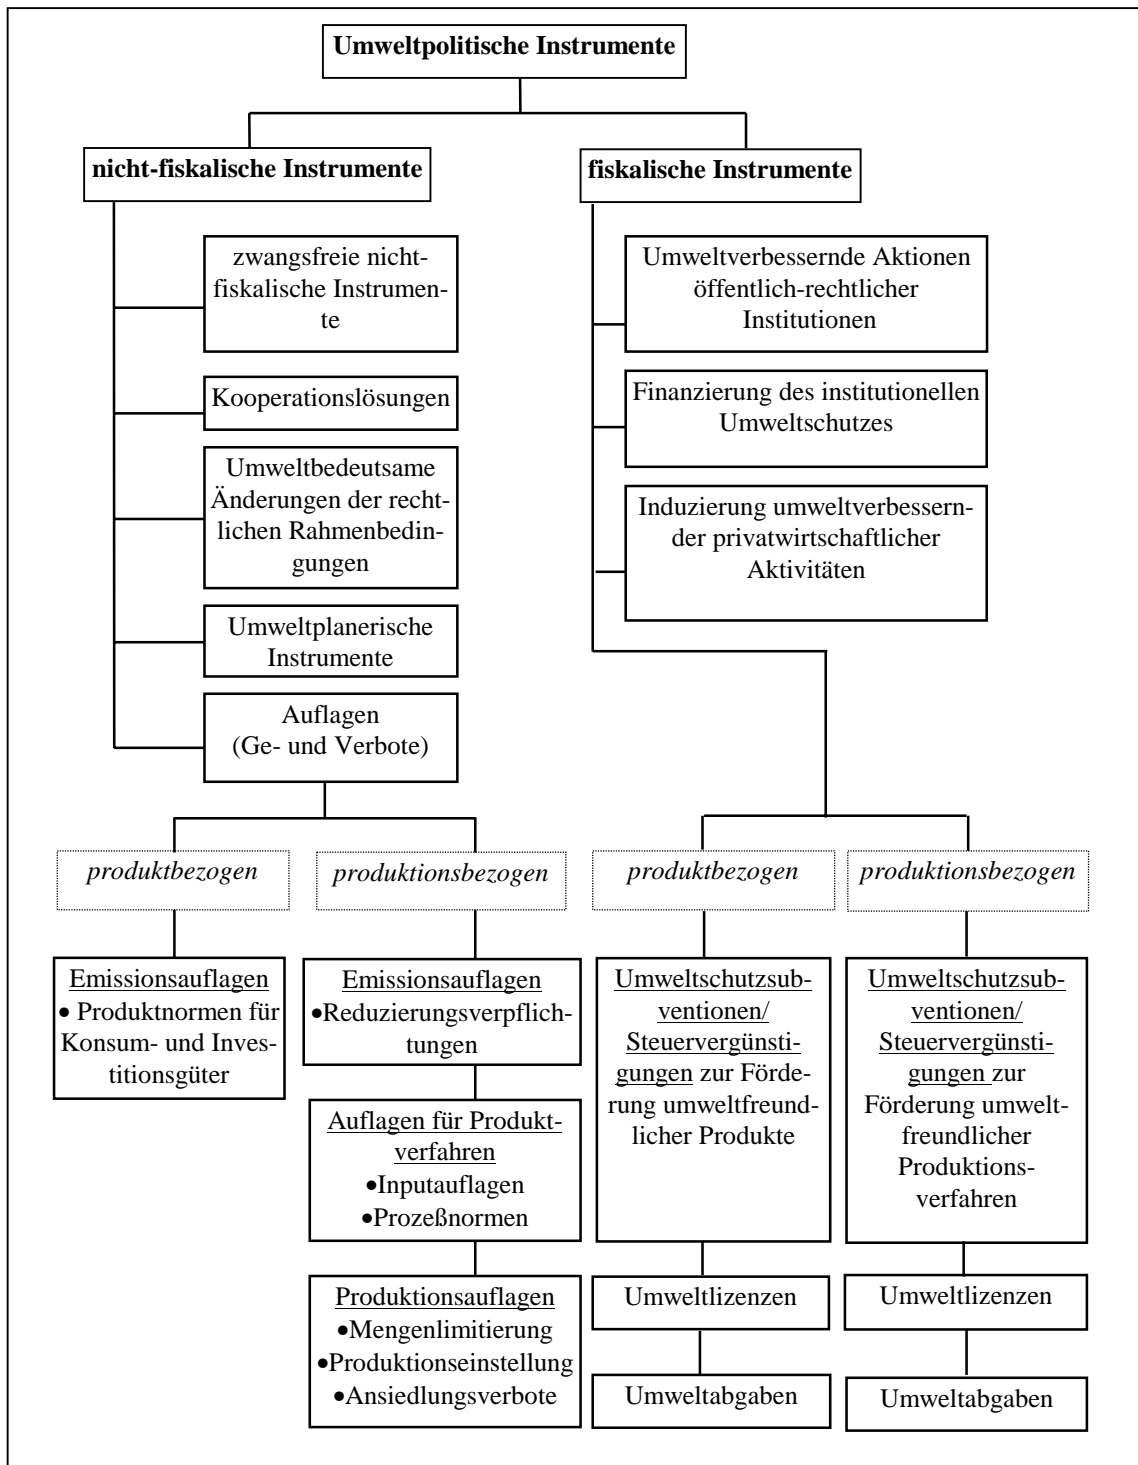 Umweltpolitische Instrumente
nicht-fiskalische Instrumente
fiskalische Instrumente
zwangsfreie nicht-
fiskalische Instrumen-
te
Kooperationslösungen
Umweltbedeutsame
Änderungen der recht-
lichen Rahmenbedin-
gungen
Umweltplanerische
Instrumente
Auflagen
(Ge- und Verbote)
Umweltverbessernde Aktionen
öffentlich-rechtlicher
Institutionen
Finanzierung des institutionellen
Umweltschutzes
Induzierung umweltverbessern-
der privatwirtschaftlicher
Aktivitäten
produktbezogen
produktionsbezogen
produktbezogen
produktionsbezogen
Emissionsauflagen
• Produktnormen für
Konsum- und Inves-
titionsgüter
Emissionsauflagen
•Reduzierungsverpflich-
tungen
Auflagen für Produkt-
verfahren
•Inputauflagen
•Prozeßnormen
Produktionsauflagen
•Mengenlimitierung
•Produktionseinstellung
•Ansiedlungsverbote
Umweltschutzsub-
ventionen/
Steuervergünsti-
gungen zur Förde-
rung umweltfreund-
licher Produkte
Umweltlizenzen
Umweltabgaben
Umweltschutzsub-
ventionen/
Steuervergünsti-
gungen zur
Förderung umwelt-
freundlicher
Produktions-
verfahren
Umweltlizenzen
Umweltabgaben